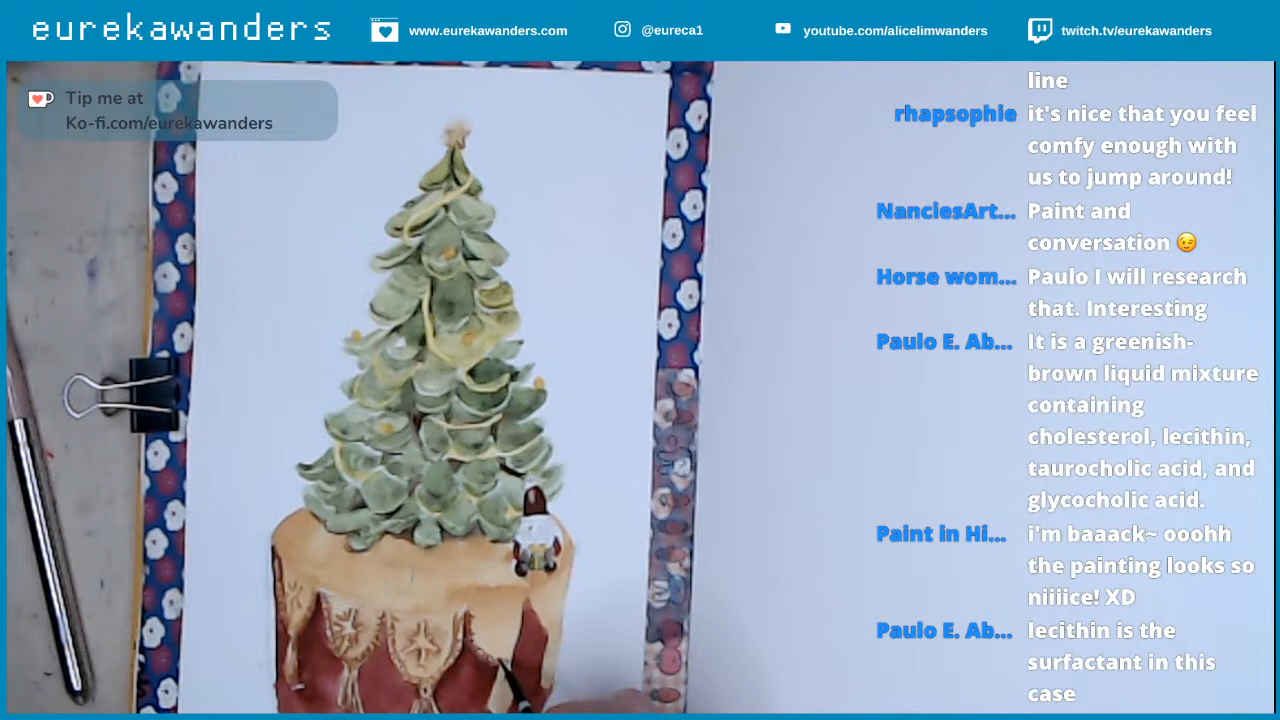 eurekawanders
www.eurekawanders.com
@eureca1
youtube.com/alicelimwanders
twitch.tv/eurekawanders
Tip me at
Ko-fi.com/eurekawanders
line
rhapsophie it's nice that you feel
comfy enough with
us to jump around!
NanciesArt... Paint and
conversation 😉
Horse wom... Paulo I will research
that. Interesting
Paulo E. Ab... It is a greenish-
brown liquid mixture
containing
cholesterol, lecithin,
taurocholic acid, and
glycocholic acid.
Paint in Hi... i'm baaack~ ooohh
the painting looks so
niiiice! XD
Paulo E. Ab... lecithin is the
surfactant in this
case